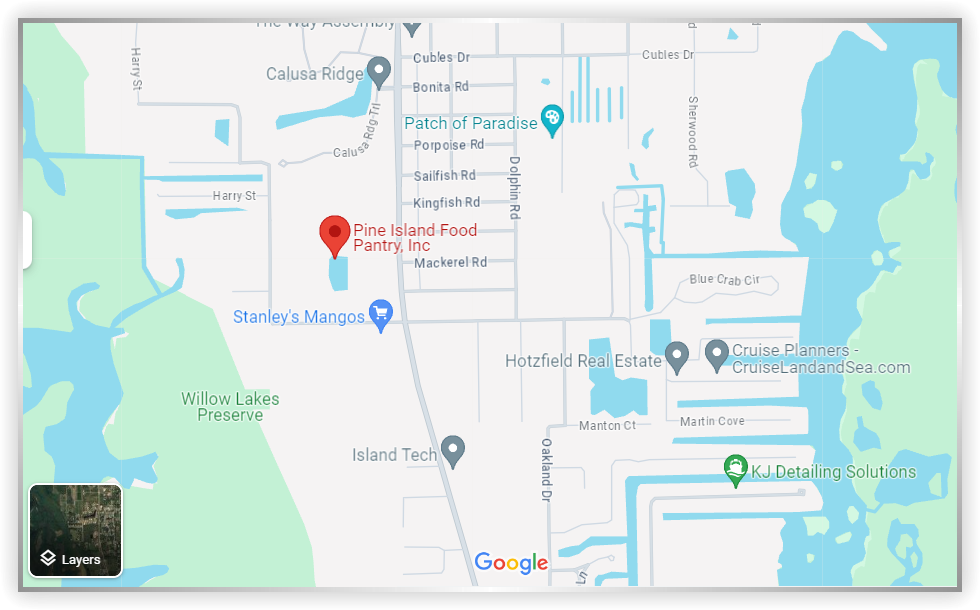 The Way Assembly
Cubles Dr
Cubles Dr
Harry St
Calusa Ridge
Bonita Rd
Calusa Rdg Trl
Patch of Paradise
Sherwood Rd
Porpoise Rd
Dolphin Rd
Sailfish Rd
Harry St
Kingfish Rd
Pine Island Food
Pantry, Inc
Mackerel Rd
Blue Crab Cir
Stanley's Mangos
Hotzfield Real Estate
Cruise Planners -
CruiseLandandSea.com
Willow Lakes
Preserve
Manton Ct
Martin Cove
Island Tech
Oakland Dr
KJ Detailing Solutions
Layers
Google